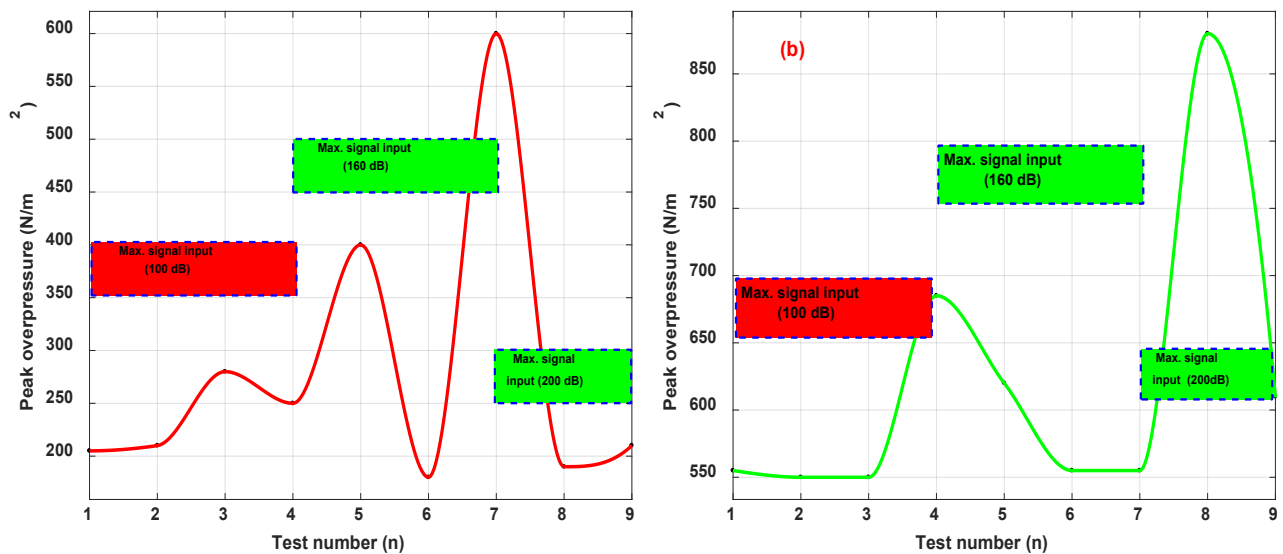 600
550
500
450
400
350
300
250
200
Peak overpressure (N/m
2
)
Max. signal input
(160 dB)
Max. signal input
(100 dB)
Max. signal
input (200 dB)
1 2 3 4 5 6 7 8 9
Test number (n)
(b)
850
800
750
700
650
600
550
Peak overpressure (N/m
2
)
Max. signal input
(160 dB)
Max. signal input
(100 dB)
Max. signal
input (200dB)
1 2 3 4 5 6 7 8 9
Test number (n)